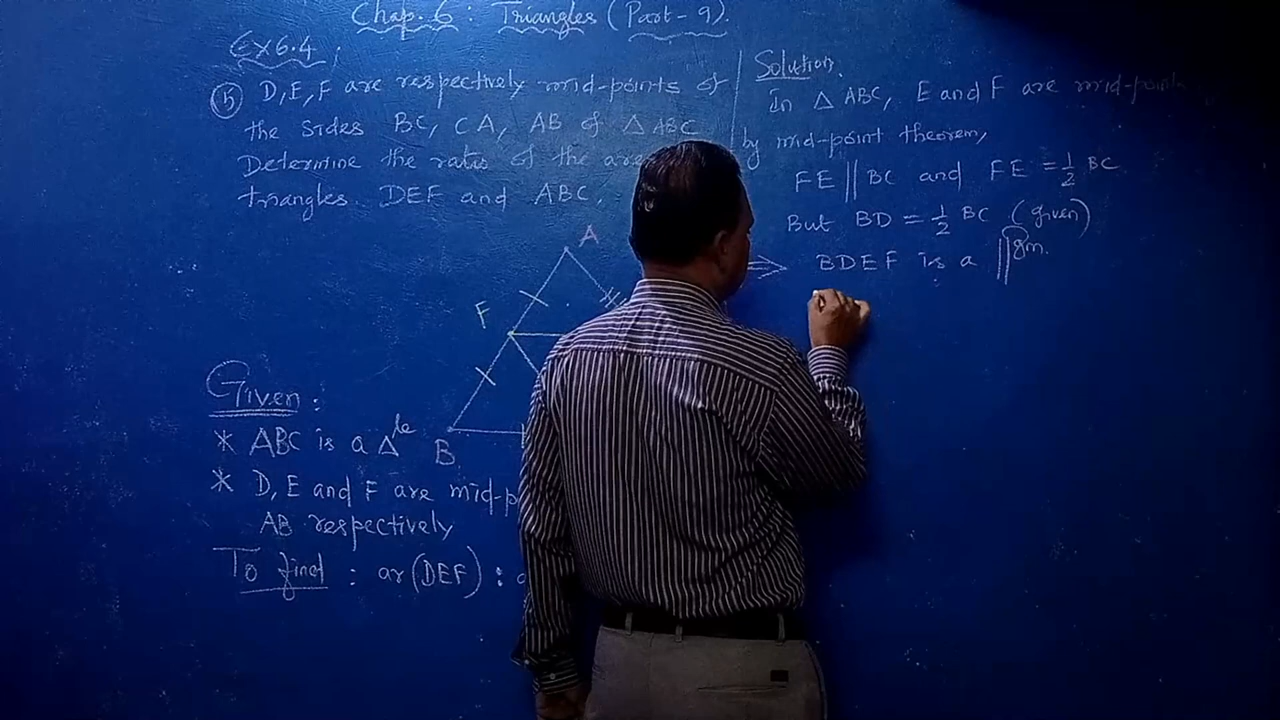 Chap. 6 : Triangles (Part - 9).
Ex 6.4 :
⑤ D, E, F are respectively mid-points of
the sides BC, CA, AB of △ ABC
Determine the ratio of the
triangles DEF and ABC.
A
F
B
Given :
* ABC is a △le
* D, E and F are
AB respectively
To find : ar (DEF) :
Solution.
In △ ABC, E and F are mid-points
by mid-point theorem,
FE || BC and FE = 1/2 BC
But BD = 1/2 BC (given)
⇒ BDEF is a ||gm.